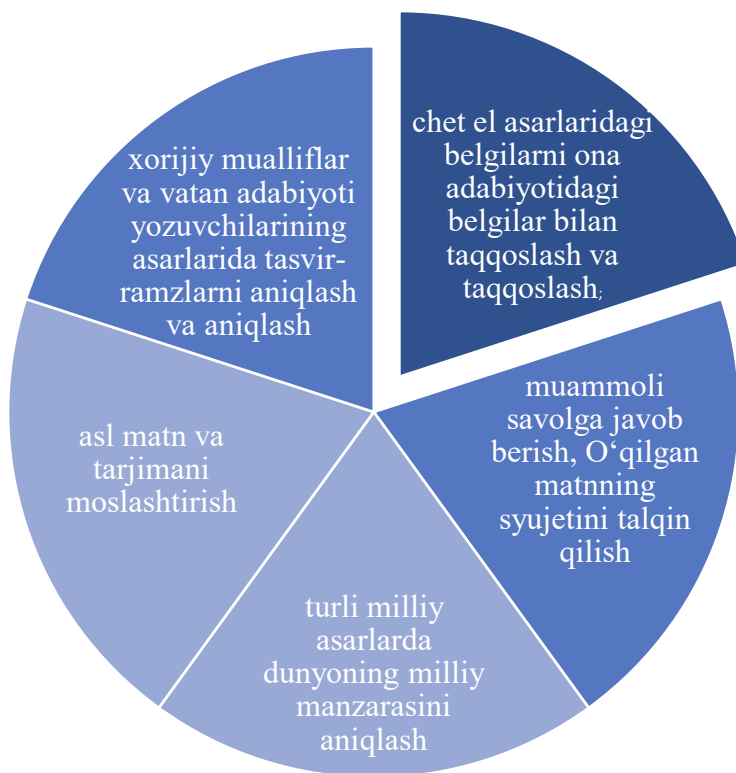 chet el asarlaridagi
belgilarni ona
adabiyotidagi
belgilar bilan
taqqoslash va
taqqoslash;
muammoli
savolga javob
berish, O‘qilgan
matnning
syujetini talqin
qilish
turli milliy
asarlarda
dunyoning milliy
manzarasini
aniqlash
asl matn va
tarjimani
moslashtirish
xorijiy mualliflar
va vatan adabiyoti
yozuvchilarining
asarlarida tasvir-
ramzlarni aniqlash
va aniqlash